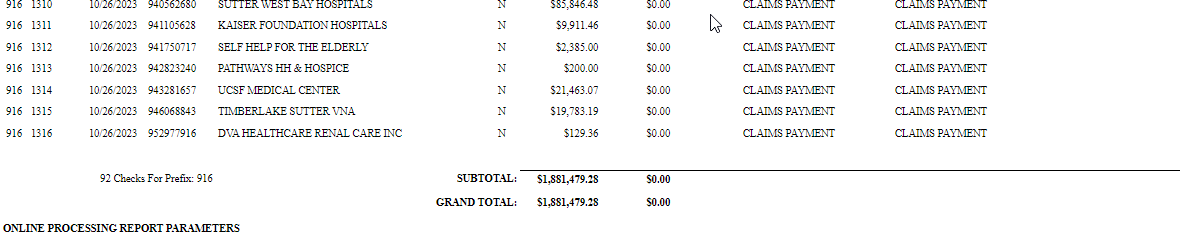 916 1310 10/26/2023 940562680 SUTTER WEST BAY HOSPITALS N $85,846.48 $0.00 CLAIMS PAYMENT CLAIMS PAYMENT
916 1311 10/26/2023 941105628 KAISER FOUNDATION HOSPITALS N $9,911.46 $0.00 CLAIMS PAYMENT CLAIMS PAYMENT
916 1312 10/26/2023 941750717 SELF HELP FOR THE ELDERLY N $2,385.00 $0.00 CLAIMS PAYMENT CLAIMS PAYMENT
916 1313 10/26/2023 942823240 PATHWAYS HH & HOSPICE N $200.00 $0.00 CLAIMS PAYMENT CLAIMS PAYMENT
916 1314 10/26/2023 943281657 UCSF MEDICAL CENTER N $21,463.07 $0.00 CLAIMS PAYMENT CLAIMS PAYMENT
916 1315 10/26/2023 946068843 TIMBERLAKE SUTTER VNA N $19,783.19 $0.00 CLAIMS PAYMENT CLAIMS PAYMENT
916 1316 10/26/2023 952977916 DVA HEALTHCARE RENAL CARE INC N $129.36 $0.00 CLAIMS PAYMENT CLAIMS PAYMENT
92 Checks For Prefix: 916 SUBTOTAL: $1,881,479.28 $0.00
GRAND TOTAL: $1,881,479.28 $0.00
ONLINE PROCESSING REPORT PARAMETERS